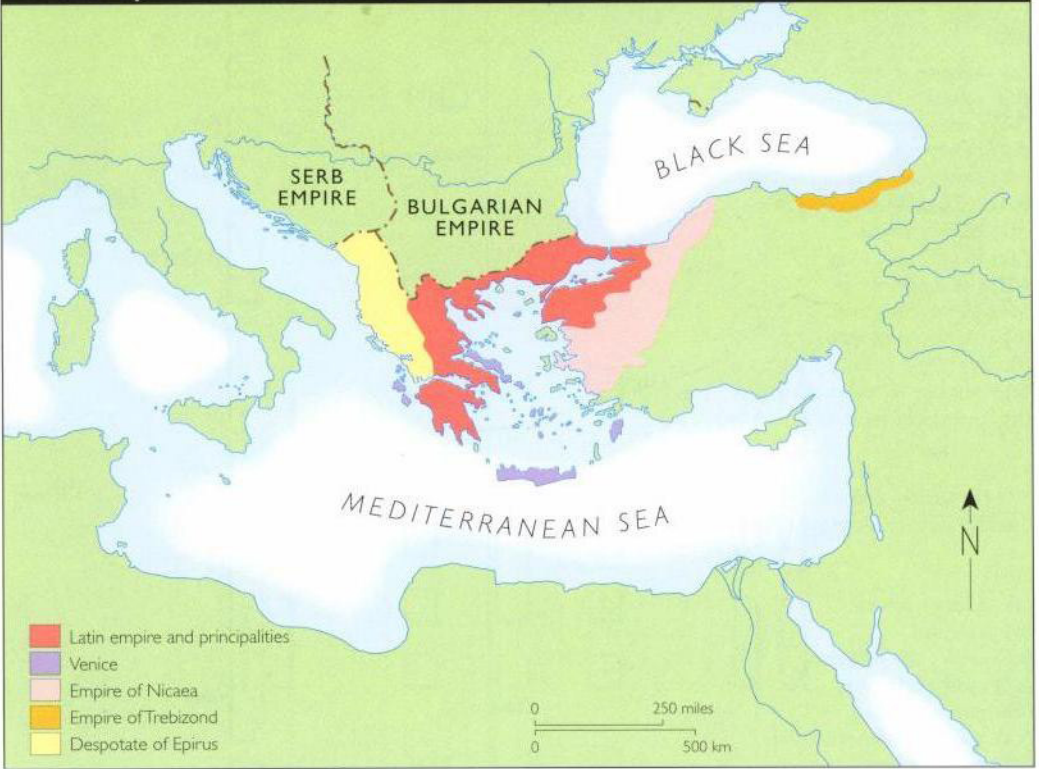 BLACK SEA
SERB
EMPIRE
BULGARIAN
EMPIRE
MEDITERRANEAN SEA
N
Latin empire and principalities
Venice
Empire of Nicaea
Empire of Trebizond
Despotate of Epirus
0 250 miles
0 500 km